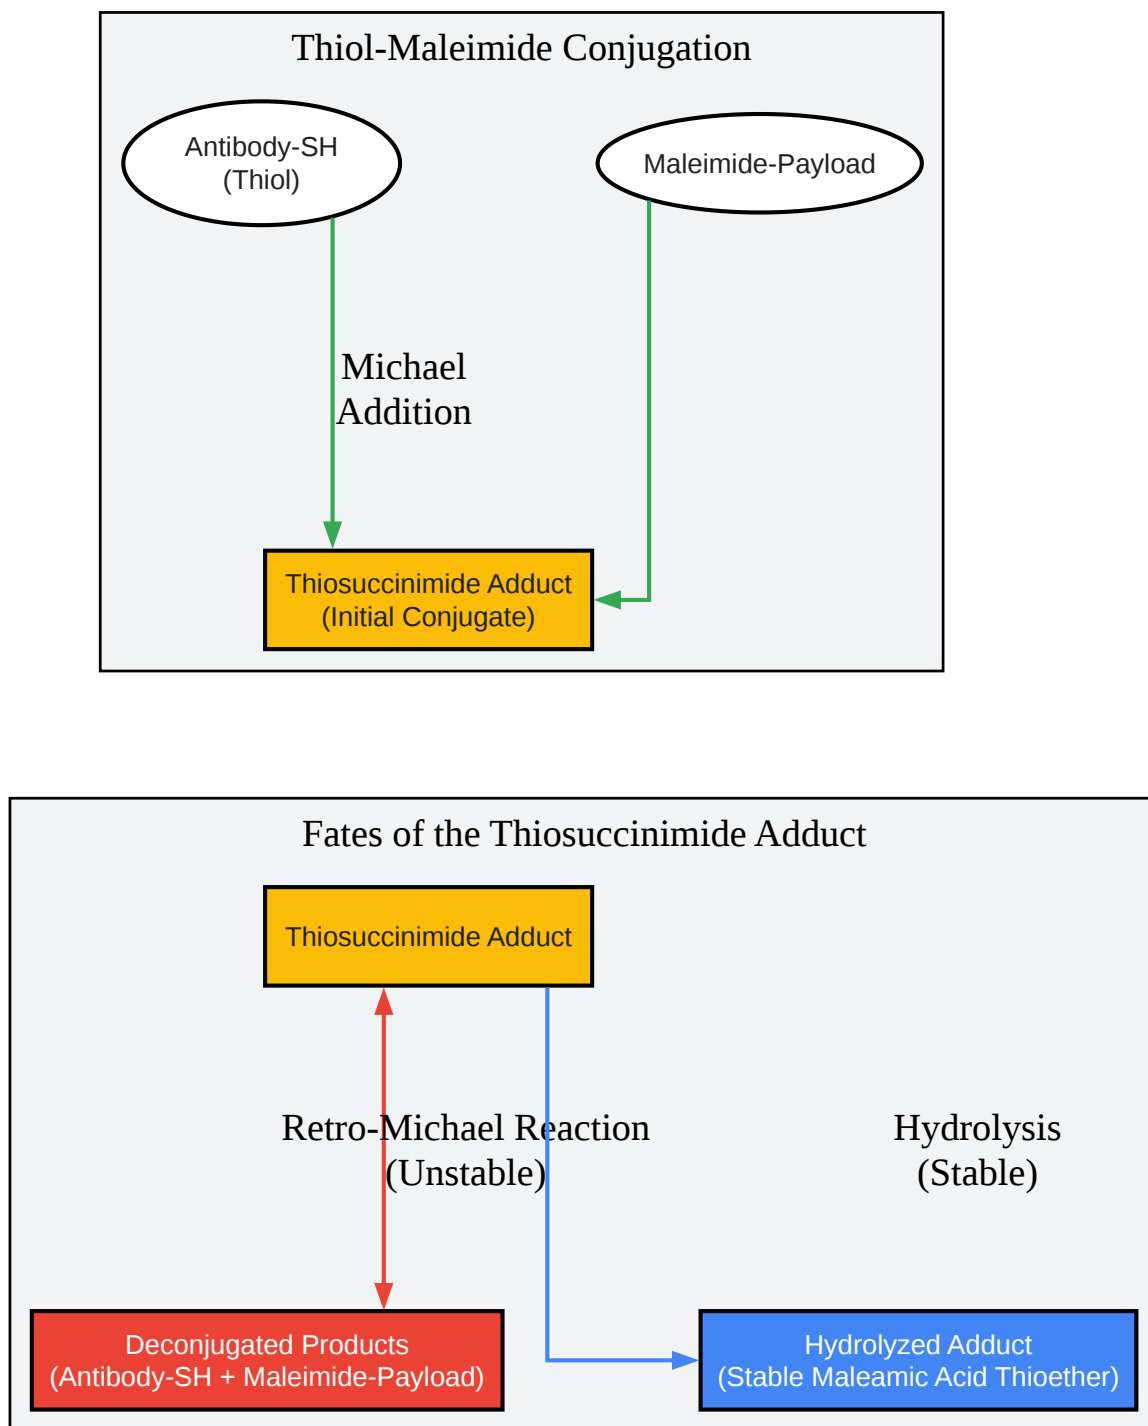 Thiol-Maleimide Conjugation
Antibody-SH
(Thiol)
Maleimide-Payload
Michael
Addition
Thiosuccinimide Adduct
(Initial Conjugate)
Fates of the Thiosuccinimide Adduct
Thiosuccinimide Adduct
Retro-Michael Reaction
(Unstable)
Hydrolysis
(Stable)
Deconjugated Products
(Antibody-SH + Maleimide-Payload)
Hydrolyzed Adduct
(Stable Maleamic Acid Thioether)